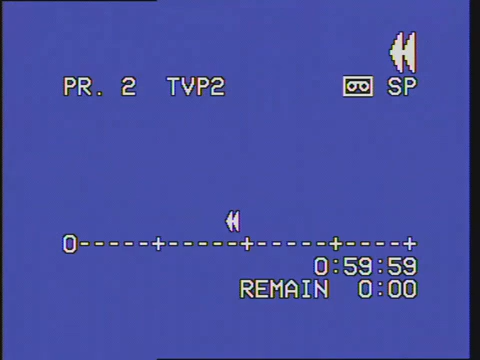 PR. 2 TVP2 SP
0-----+-----+-----+----+
0:59:59
REMAIN 0:00